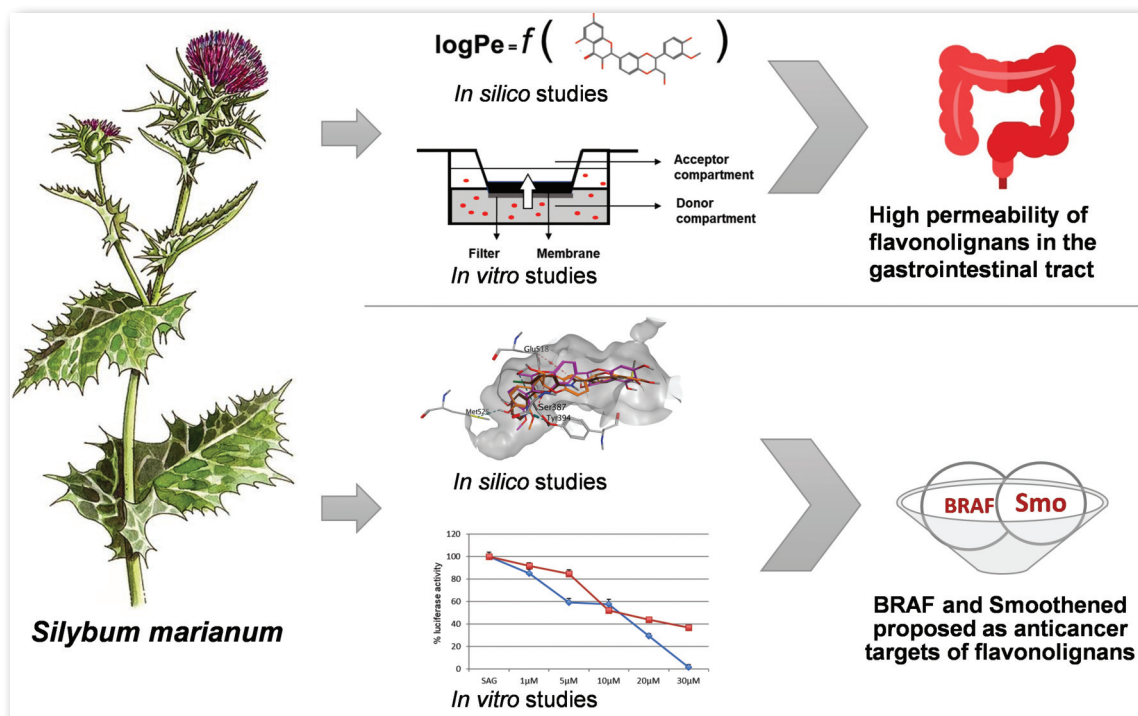 Silybum marianum
logPe = f ( )
In silico studies
Acceptor
compartment
Donor
compartment
Filter
Membrane
In vitro studies
High permeability of
flavonolignans in the
gastrointestinal tract
Glu518
Met525
Ser387
Tyr394
In silico studies
% luciferase activity
120
100
80
60
40
20
0
SAG
1µM
5µM
10µM
20µM
30µM
In vitro studies
BRAF
Smo
BRAF and Smoothened
proposed as anticancer
targets of flavonolignans